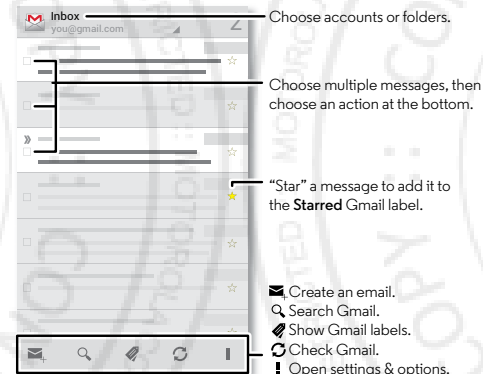 Inbox
you@gmail.com
Choose accounts or folders.
Choose multiple messages, then
choose an action at the bottom.
“Star” a message to add it to
the Starred Gmail label.
Create an email.
Search Gmail.
Show Gmail labels.
Check Gmail.
Open settings & options.